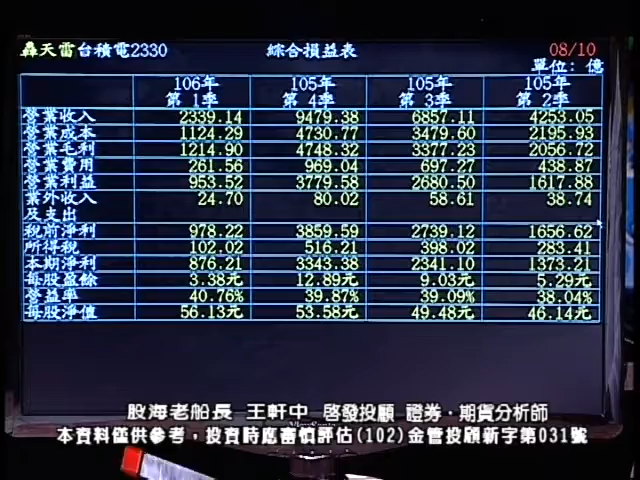 轟天雷台積電2330 綜合損益表 08/10
單位: 億
106年 105年 105年 105年
第 1季 第 4季 第 3季 第 2季
營業收入 2339.14 9479.38 6857.11 4253.05
營業成本 1124.29 4730.77 3479.60 2195.93
營業毛利 1214.90 4748.32 3377.23 2056.72
營業費用 261.56 969.04 697.27 438.87
營業利益 953.52 3779.58 2680.50 1617.88
業外收入 24.70 80.02 58.61 38.74
及支出
稅前淨利 978.22 3859.59 2739.12 1656.62
所得稅 102.02 516.21 398.02 283.41
本期淨利 876.21 3343.38 2341.10 1373.21
每股盈餘 3.38元 12.89元 9.03元 5.29元
營益率 40.76% 39.87% 39.09% 38.04%
每股淨值 56.13元 53.58元 49.48元 46.14元
股海老船長 王軒中 啓發投顧 證券·期貨分析師
ViewSonic
本資料僅供參考，投資時應審慎評估(102)金管投顧新字第031號